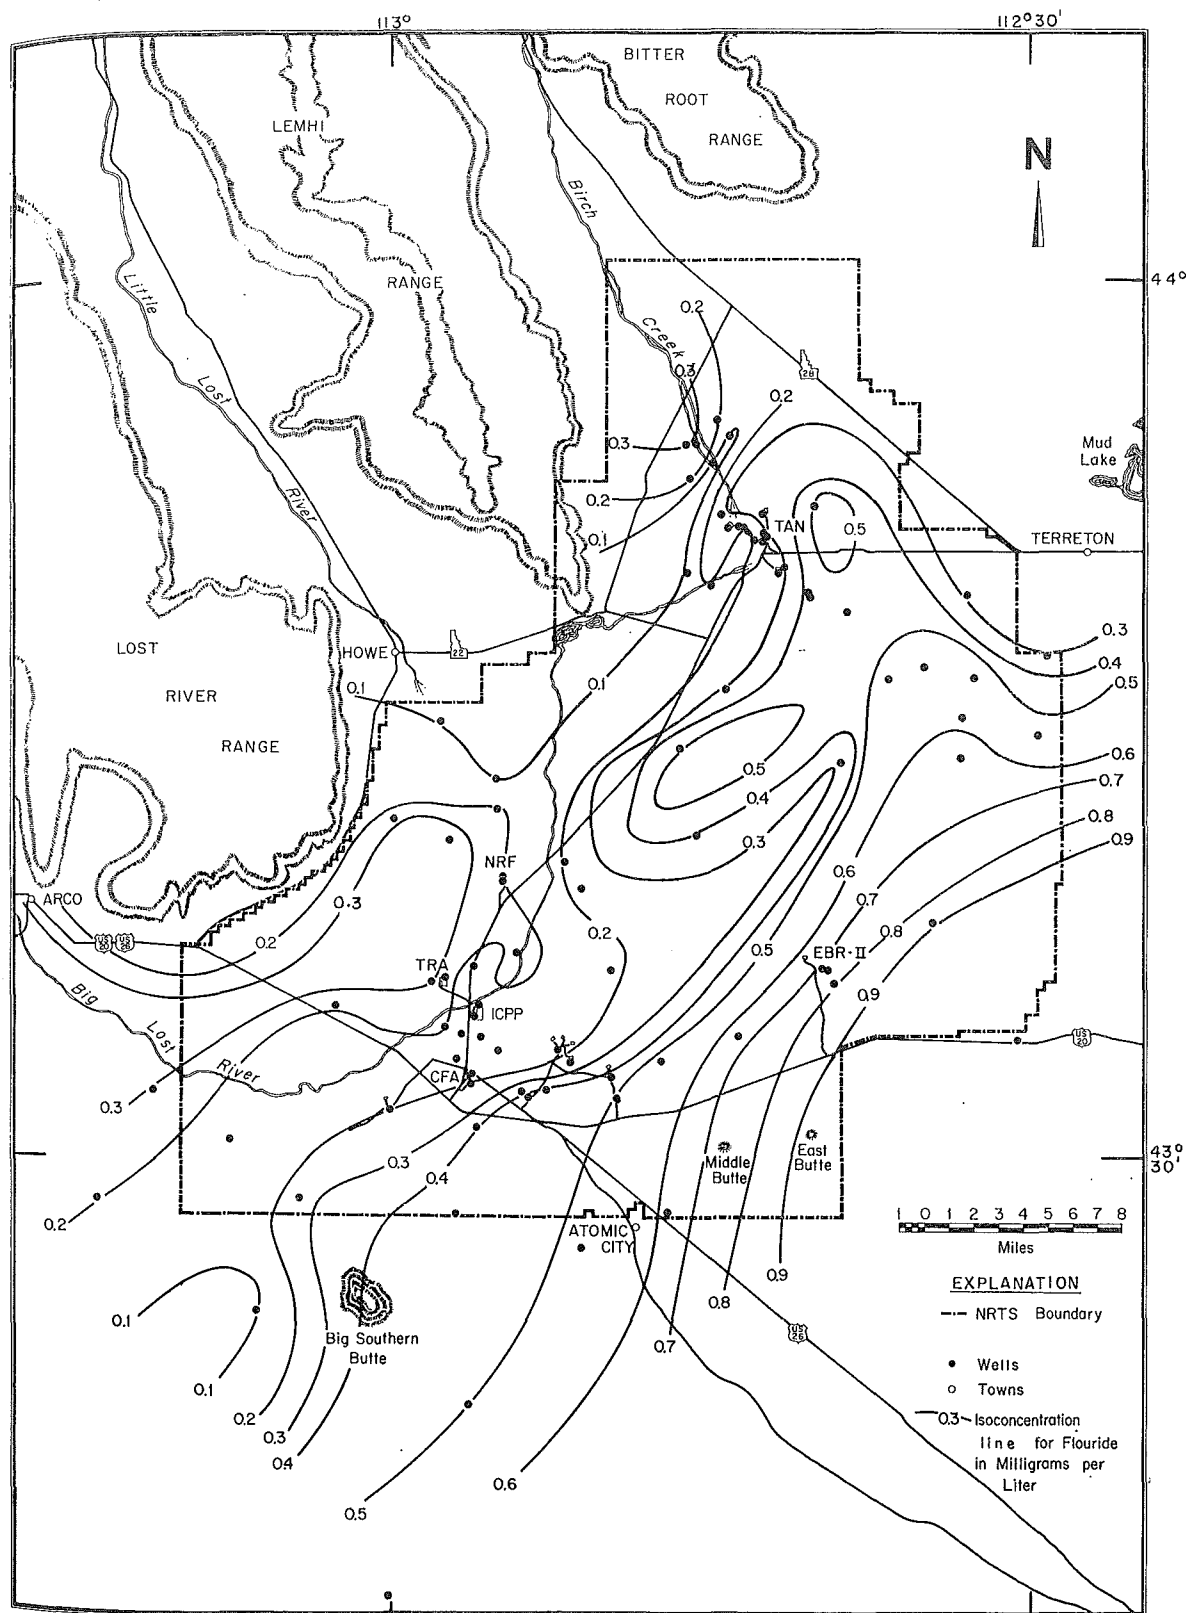 113°
112°30'
BITTER
ROOT
RANGE
LEMHI
N
Birch
RANGE
44°
Little
0.2
Creek
28
0.3
0.2
Lost
0.3
Mud
Lake
River
0.2
TAN
0.5
0.1
TERRETON
LOST
HOWE
22
0.3
0.4
0.1
0.1
0.5
RIVER
RANGE
0.6
0.5
0.7
0.4
0.8
0.3
0.9
NRF
0.6
ARCO
0.3
0.7
0.2
0.2
0.8
US
20
US
26
0.5
EBR-II
TRA
Big
0.9
ICPP
Lost
US
20
River
CFA
0.3
0.3
43°
30'
0.4
Middle
Butte
East
Butte
0.2
1 0 1 2 3 4 5 6 7 8
Miles
ATOMIC
CITY
0.9
EXPLANATION
0.8
NRTS Boundary
0.1
US
26
Big Southern
Butte
0.7
Wells
0.1
Towns
0.2
0.3 Isoconcentration
0.3
line for Flouride
04
in Milligrams per
0.6
Liter
0.5